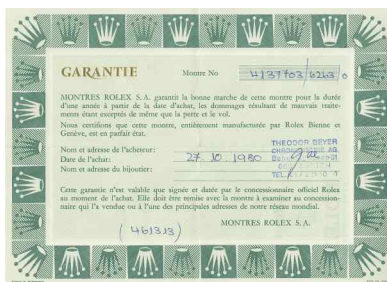 GARANTIE
Montre No 4137703/6263/0
MONTRES ROLEX S.A. garantit la bonne marche de cette montre pour la durée
d'une année à partir de la date d'achat, les dommages résultant de mauvais traite-
ments étant exceptés de même que la perte et le vol.
Nous certifions que cette montre, entièrement manufacturée par Rolex Bienne et
Genève, est en parfait état.
Nom et adresse de l'acheteur:
Date de l'achat: 27. 10. 1980
Nom et adresse du bijoutier:
THEODOR BEYER
AG
TEL.
Cette garantie n'est valable que signée et datée par le concessionnaire officiel Rolex
au moment de l'achat. Elle doit être remise avec la montre à examiner au concession-
naire qui l'a vendue ou à l'une des principales adresses de notre réseau mondial.
MONTRES ROLEX S.A.
(461313)